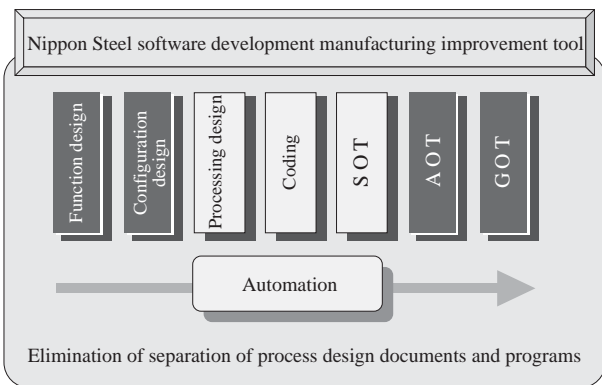 Nippon Steel software development manufacturing improvement tool
Function design
Configuration
design
Processing design
Coding
SOT
AOT
GOT
Automation
Elimination of separation of process design documents and programs